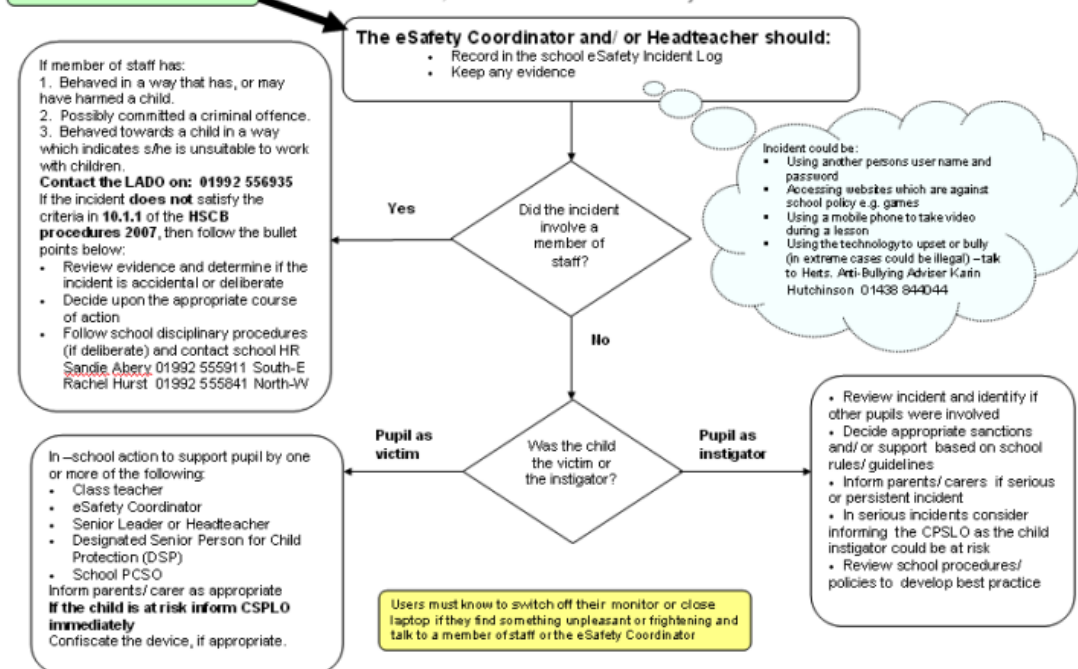 The eSafety Coordinator and/ or Headteacher should:
• Record in the school eSafety Incident Log
• Keep any evidence
If member of staff has:
1. Behaved in a way that has, or may
have harmed a child.
2. Possibly committed a criminal offence.
3. Behaved towards a child in a way
which indicates s/he is unsuitable to work
with children.
Contact the LADO on: 01992 556935
If the incident does not satisfy the
criteria in 10.1.1 of the HSCB
procedures 2007, then follow the bullet
points below:
• Review evidence and determine if the
incident is accidental or deliberate
• Decide upon the appropriate course
of action
• Follow school disciplinary procedures
(if deliberate) and contact school HR
Sandie Abery 01992 555911 South-E
Rachel Hurst 01992 555841 North-W
Yes
Did the incident
involve a
member of
staff?
Incident could be:
▪ Using another persons user name and
password
▪ Accessing websites which are against
school policy e.g. games
▪ Using a mobile phone to take video
during a lesson
▪ Using the technology to upset or bully
(in extreme cases could be illegal) – talk
to Herts. Anti-Bullying Adviser Karin
Hutchinson 01438 844044
No
In –school action to support pupil by one
or more of the following:
• Class teacher
• eSafety Coordinator
• Senior Leader or Headteacher
• Designated Senior Person for Child
Protection (DSP)
• School PCSO
Inform parents/ carer as appropriate
If the child is at risk inform CSPLO
immediately
Confiscate the device, if appropriate.
Pupil as
victim
Was the child
the victim or
the instigator?
Pupil as
instigator
• Review incident and identify if
other pupils were involved
• Decide appropriate sanctions
and/ or support based on school
rules/ guidelines
• Inform parents/ carers if serious
or persistent incident
• In serious incidents consider
informing the CPSLO as the child
instigator could be at risk
• Review school procedures/
policies to develop best practice
Users must know to switch off their monitor or close
laptop if they find something unpleasant or frightening and
talk to a member of staff or the eSafety Coordinator